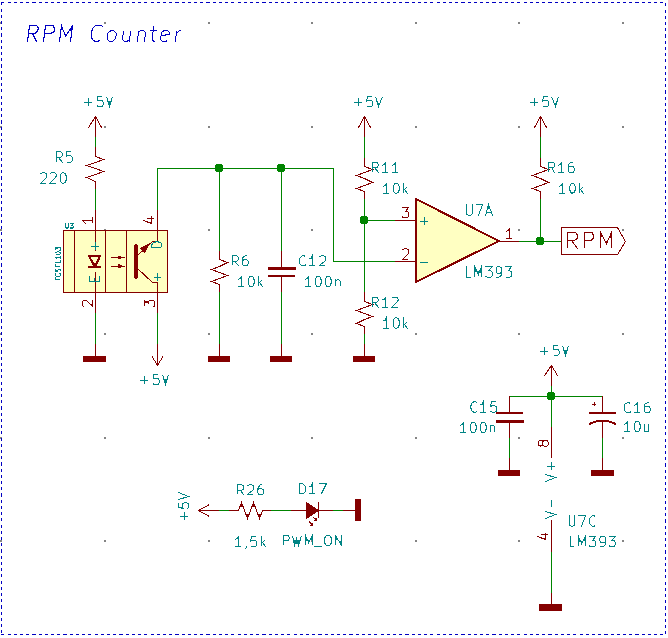 RPM Counter
+5V
R5
220
U3
1
4
+
2
3
+5V
R6
10k
C12
100n
+5V
R11
10k
3
+
2
-
U7A
1
LM393
R12
10k
+5V
R16
10k
RPM
+5V
C15
100n
8
V+
C16
10u
V-
4
U7C
LM393
+5V
R26
1,5k
D17
PWM_ON